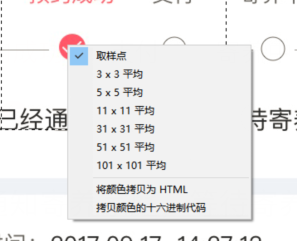 取样点
3 x 3 平均
5 x 5 平均
11 x 11 平均
31 x 31 平均
51 x 51 平均
101 x 101 平均
已经通
待寄
将颜色拷贝为 HTML
拷贝颜色的十六进制代码